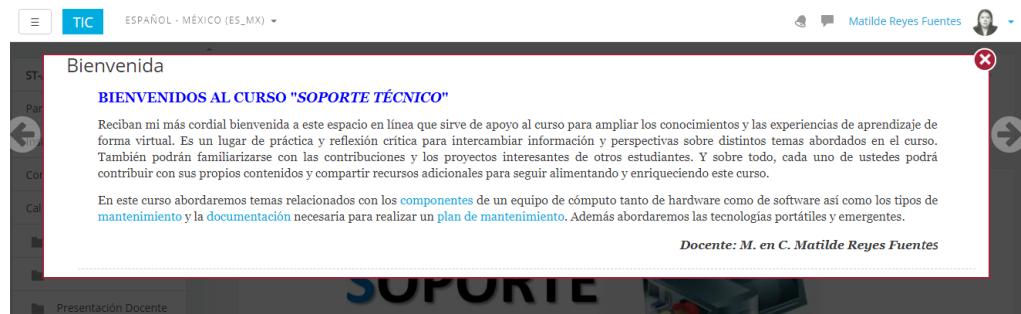 TIC
ESPAÑOL - MÉXICO (ES_MX)
Matilde Reyes Fuentes
Bienvenida
BIENVENIDOS AL CURSO "SOPORTE TÉCNICO"
Reciban mi más cordial bienvenida a este espacio en línea que sirve de apoyo al curso para ampliar los conocimientos y las experiencias de aprendizaje de
forma virtual. Es un lugar de práctica y reflexión crítica para intercambiar información y perspectivas sobre distintos temas abordados en el curso.
También podrán familiarizarse con las contribuciones y los proyectos interesantes de otros estudiantes. Y sobre todo, cada uno de ustedes podrá
contribuir con sus propios contenidos y compartir recursos adicionales para seguir alimentando y enriqueciendo este curso.
En este curso abordaremos temas relacionados con los componentes de un equipo de cómputo tanto de hardware como de software así como los tipos de
mantenimiento y la documentación necesaria para realizar un plan de mantenimiento. Además abordaremos las tecnologías portátiles y emergentes.
Docente: M. en C. Matilde Reyes Fuentes
SOPORTE
Presentación Docente